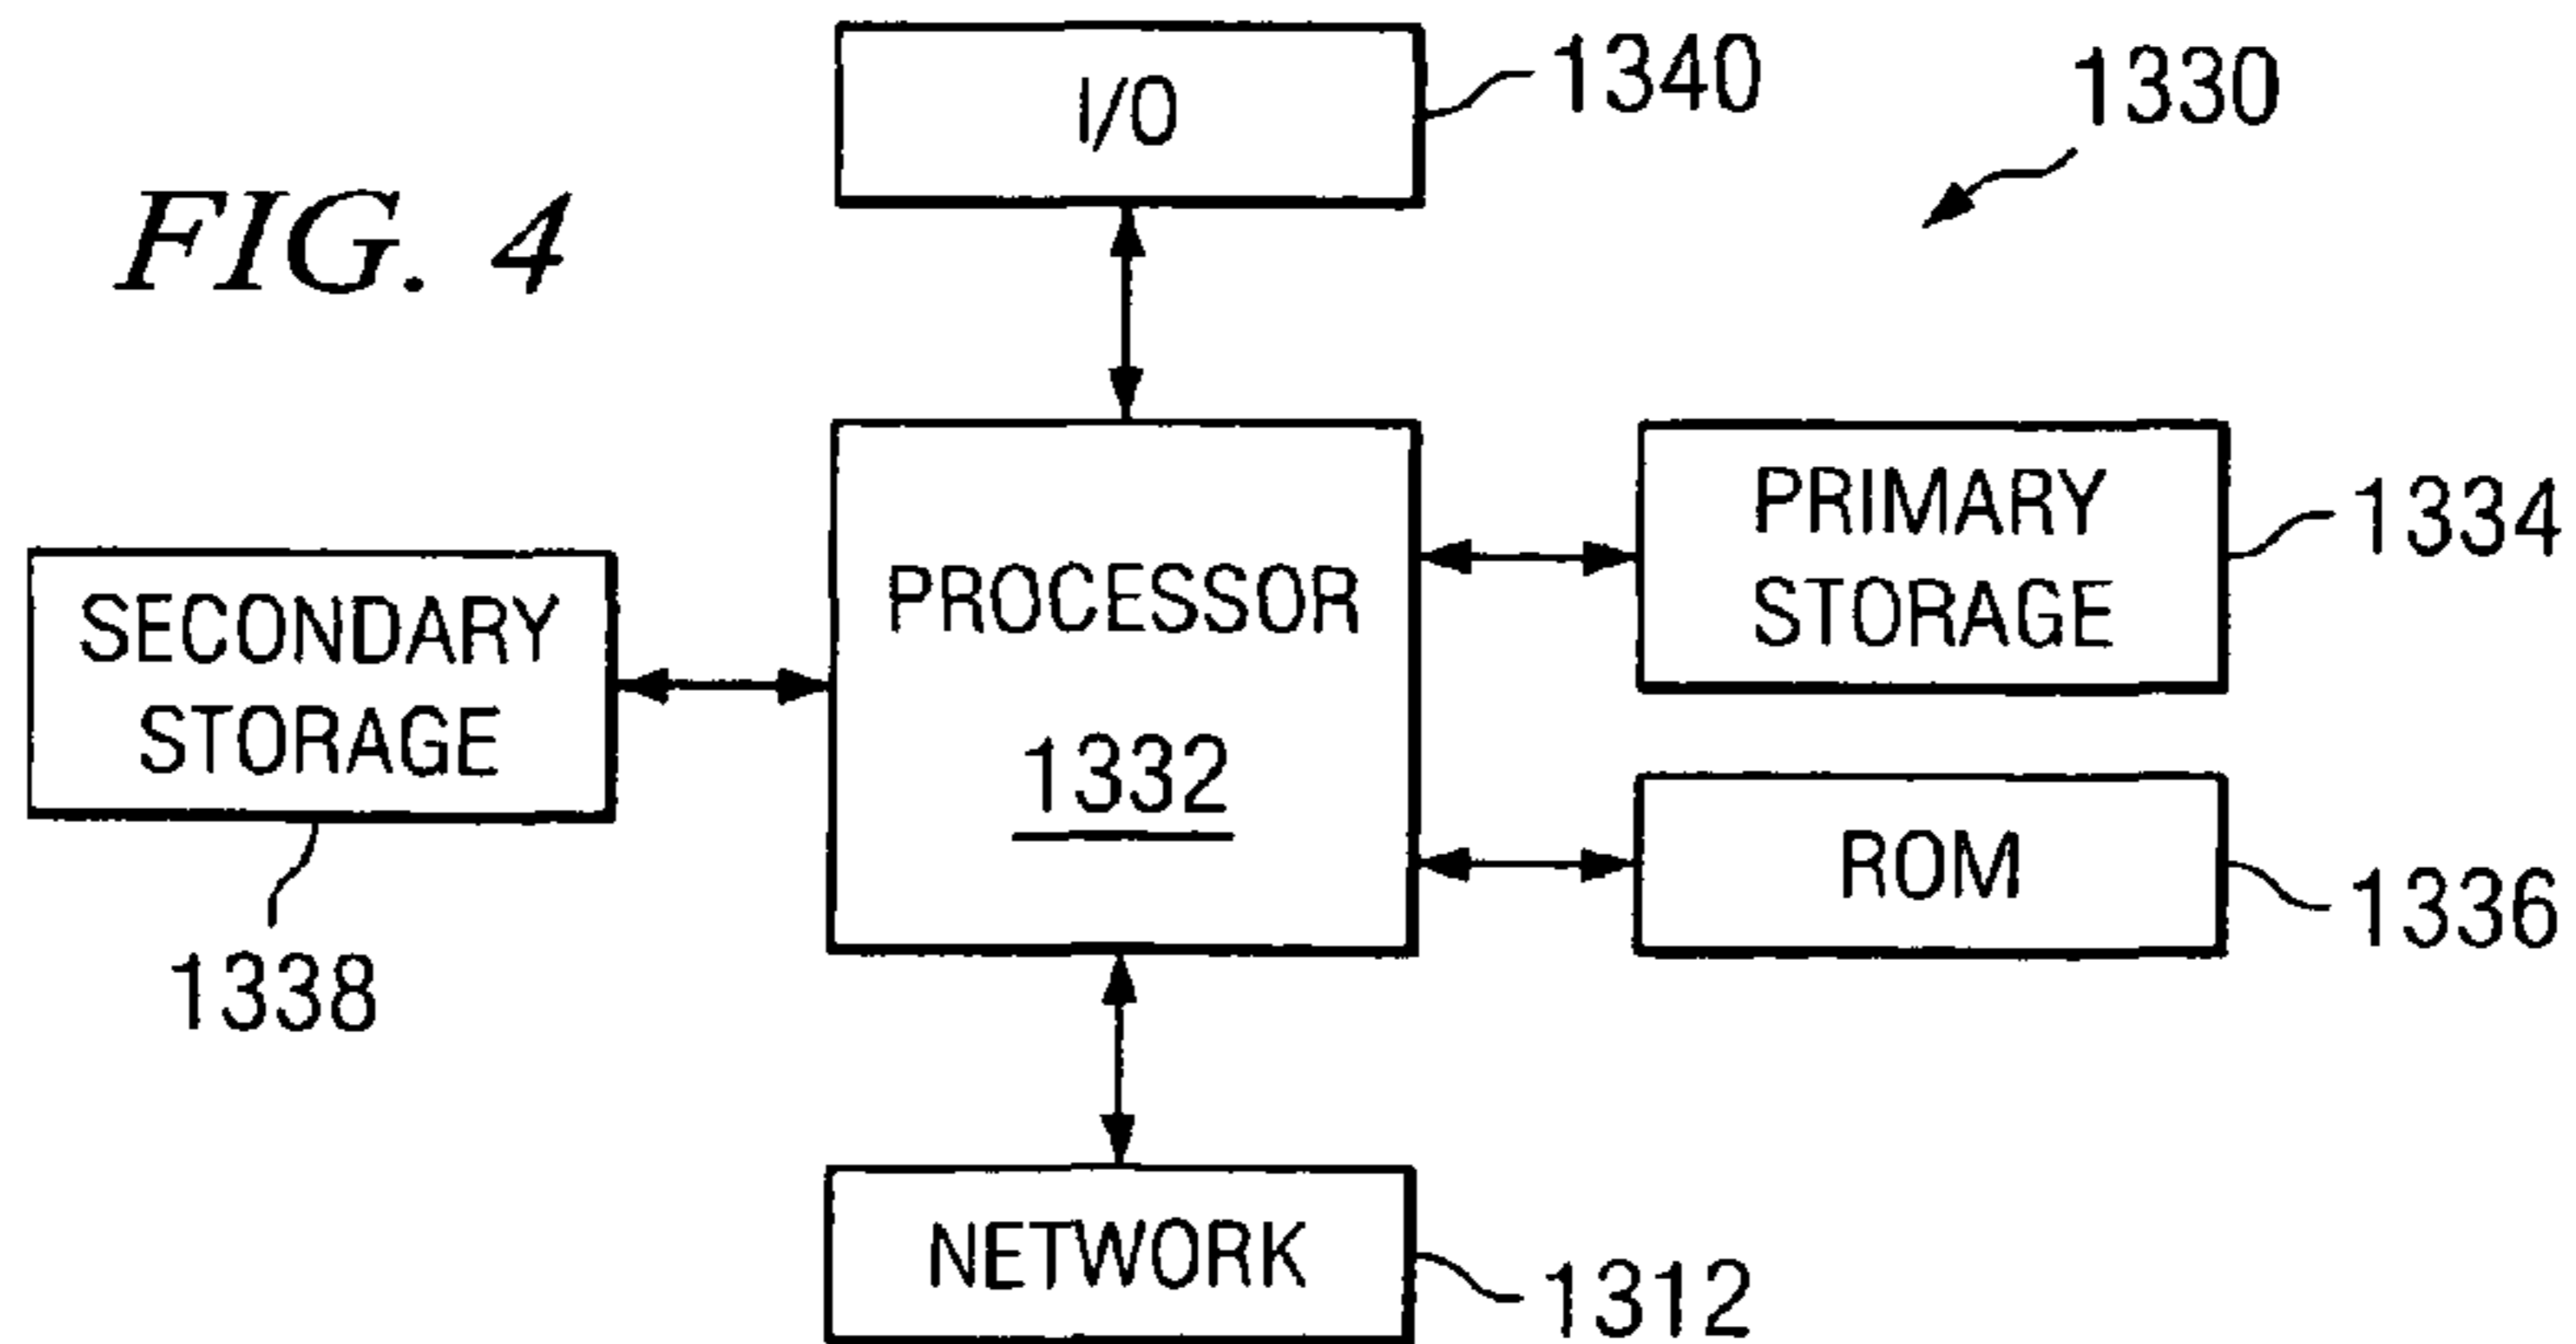 FIG. 4
I/O
1340
1330
PROCESSOR
1332
PRIMARY
STORAGE
1334
SECONDARY
STORAGE
1338
ROM
1336
NETWORK
1312